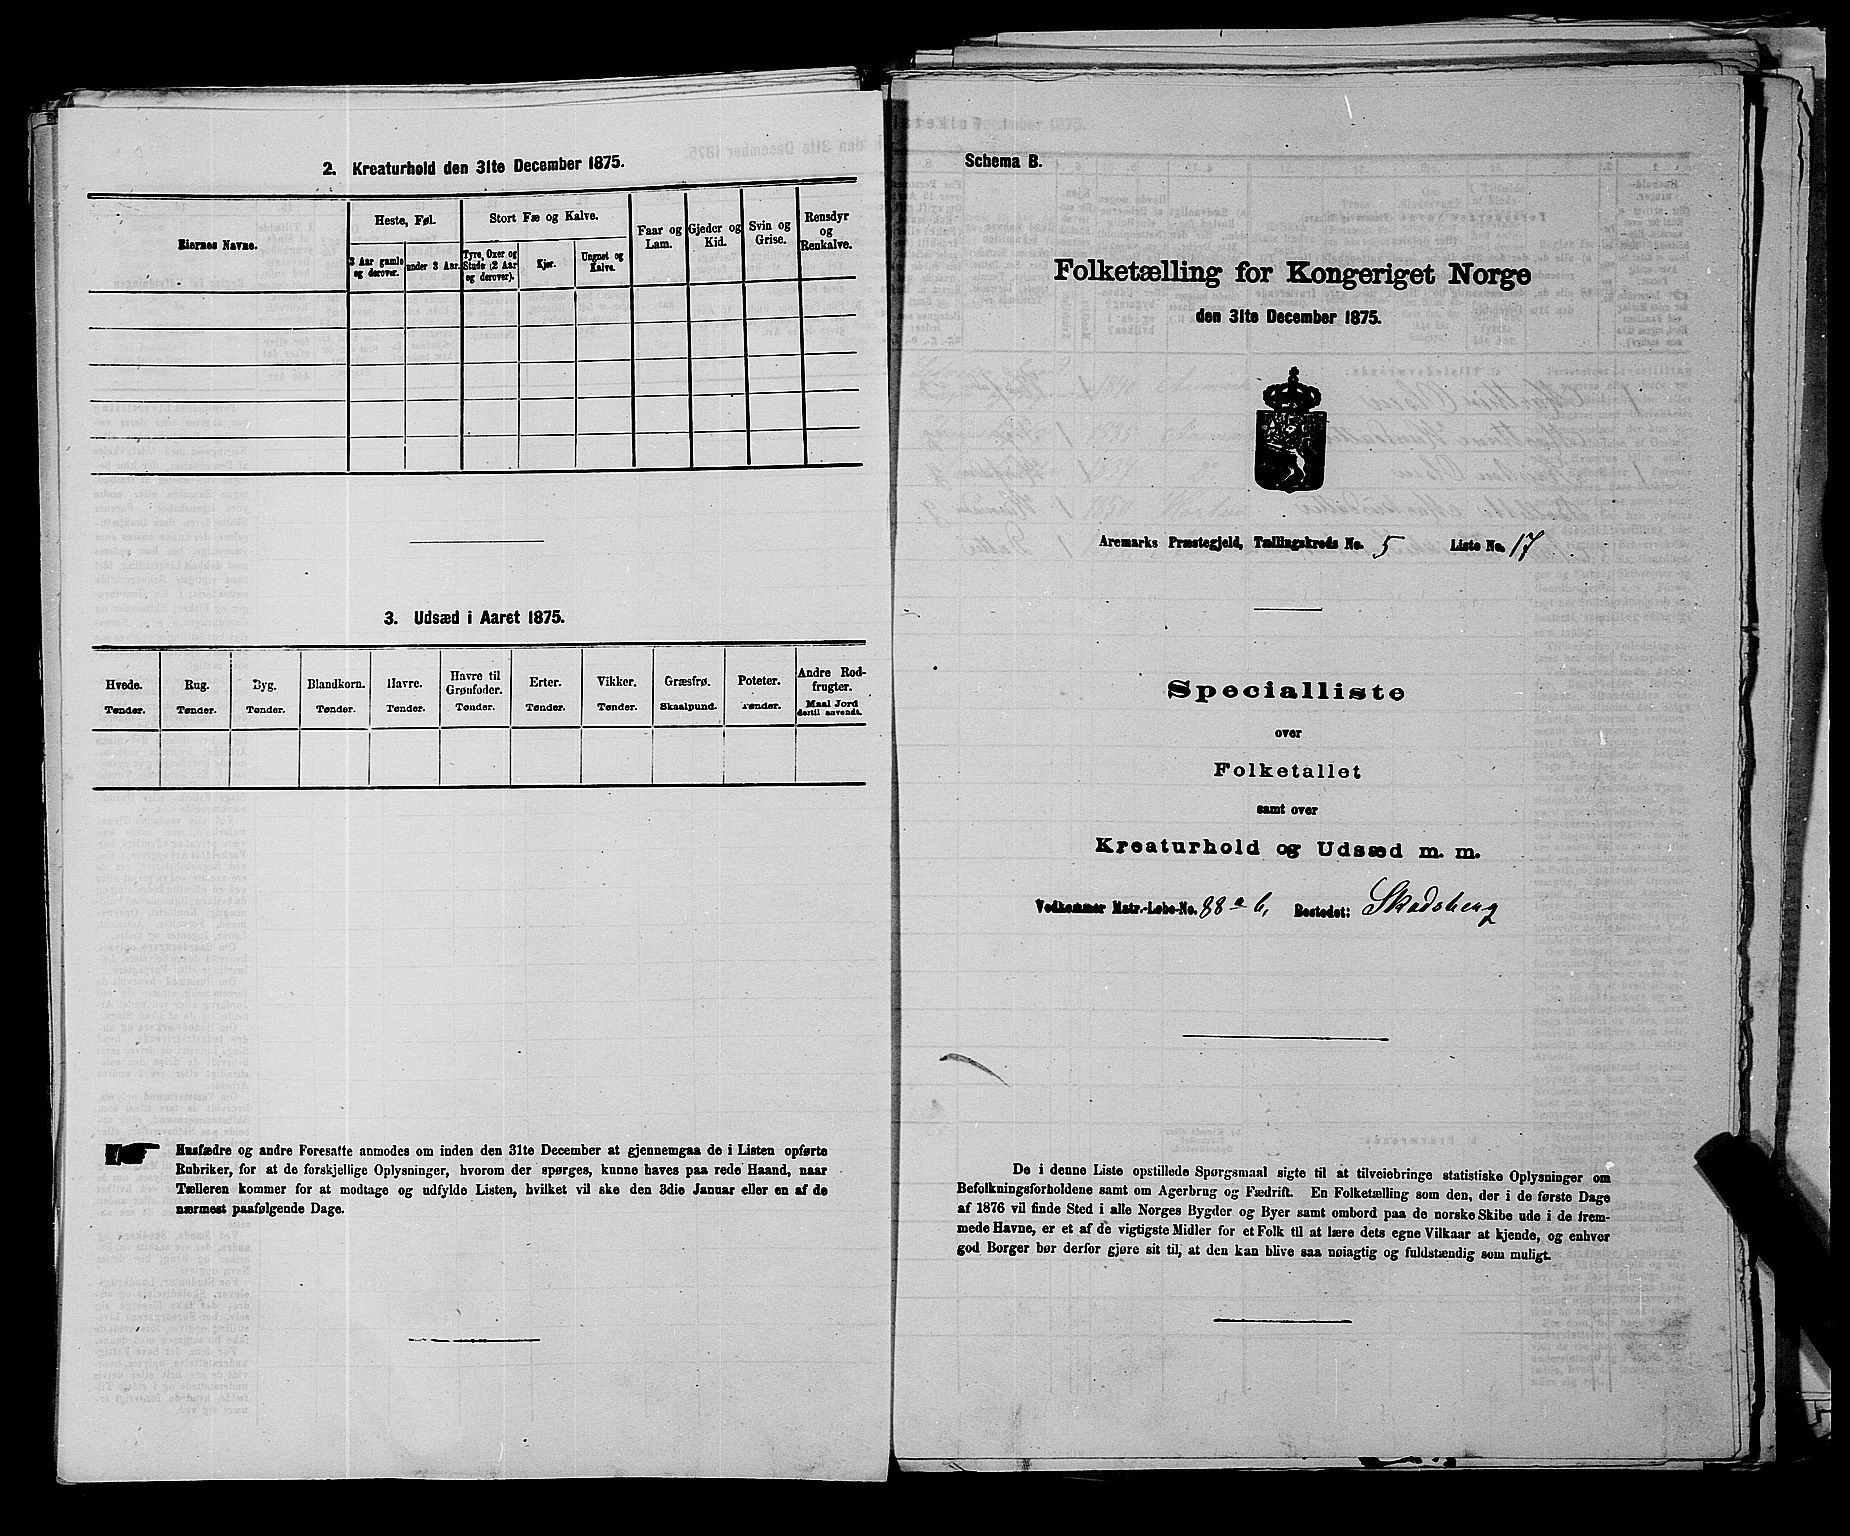 2. Kreaturhold den 31te December 1875.
Eiernes Navne.
Heste, Føl.
3 Aar gamle og derover.
under 3 Aar.
Stort Fæ og Kalve.
Tyre, Oxer og Stude (2 Aar og derover).
Kjør.
Ungnøt og Kalve.
Faar og Lam.
Gjeder og Kid.
Svin og Grise.
Rensdyr og Renkalve.
3. Udsæd i Aaret 1875.
Hvede. Tønder.
Rug. Tønder.
Byg. Tønder.
Blandkorn. Tønder.
Havre. Tønder.
Havre til Grønfoder. Tønder.
Erter. Tønder.
Vikker. Tønder.
Græsfrø. Skaalpund.
Poteter. Tønder.
Andre Rodfrugter. Maal Jord dertil anvendt.
Husfædre og andre Foresatte anmodes om inden den 31te December at gjennemgaa de i Listen opførte
Rubriker, for at de forskjellige Oplysninger, hvorom der spørges, kunne haves paa rede Haand, naar
Tælleren kommer for at modtage og udfylde Listen, hvilket vil ske den 3die Januar eller en af de
nærmest paafølgende Dage.
Schema B.
Folketælling for Kongeriget Norge
den 31te December 1875.
Aremarks Præstegjeld, Tællingskreds No. 5 Liste No. 17
Specialliste
over
Folketallet
samt over
Kreaturhold og Udsæd m. m.
Vedkommer Matr.-Løbe-No. 88 a b, Bostedet: Skodsberg
De i denne Liste opstillede Spørgsmaal sigte til at tilveiebringe statistiske Oplysninger om
Befolkningsforholdene samt om Agerbrug og Fædrift. En Folketælling som den, der i de første Dage
af 1876 vil finde Sted i alle Norges Bygder og Byer samt ombord paa de norske Skibe ude i de frem-
mede Havne, er et af de vigtigste Midler for et Folk til at lære dets egne Vilkaar at kjende, og enhver
god Borger bør derfor gjøre sit til, at den kan blive saa nøiagtig og fuldstændig som muligt.